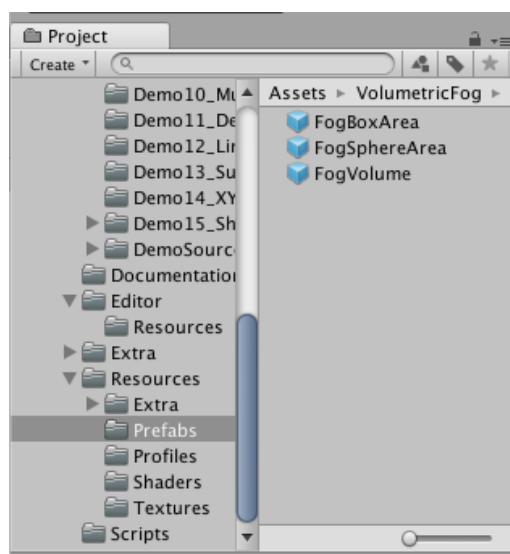 Project
Create
Demo10_Mu
Demo11_De
Demo12_Lir
Demo13_Su
Demo14_XY
Demo15_Sh
DemoSourc
Documentation
Editor
Resources
Extra
Resources
Extra
Prefabs
Profiles
Shaders
Textures
Scripts
Assets ▸ VolumetricFog ▸
FogBoxArea
FogSphereArea
FogVolume